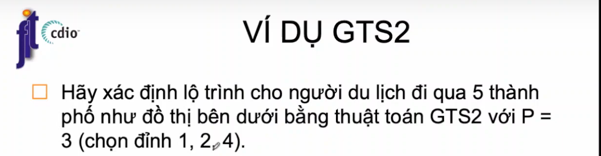 fit cdio
VÍ DỤ GTS2
Hãy xác định lộ trình cho người du lịch đi qua 5 thành
phố như đồ thị bên dưới bằng thuật toán GTS2 với P =
3 (chọn đỉnh 1, 2, 4).